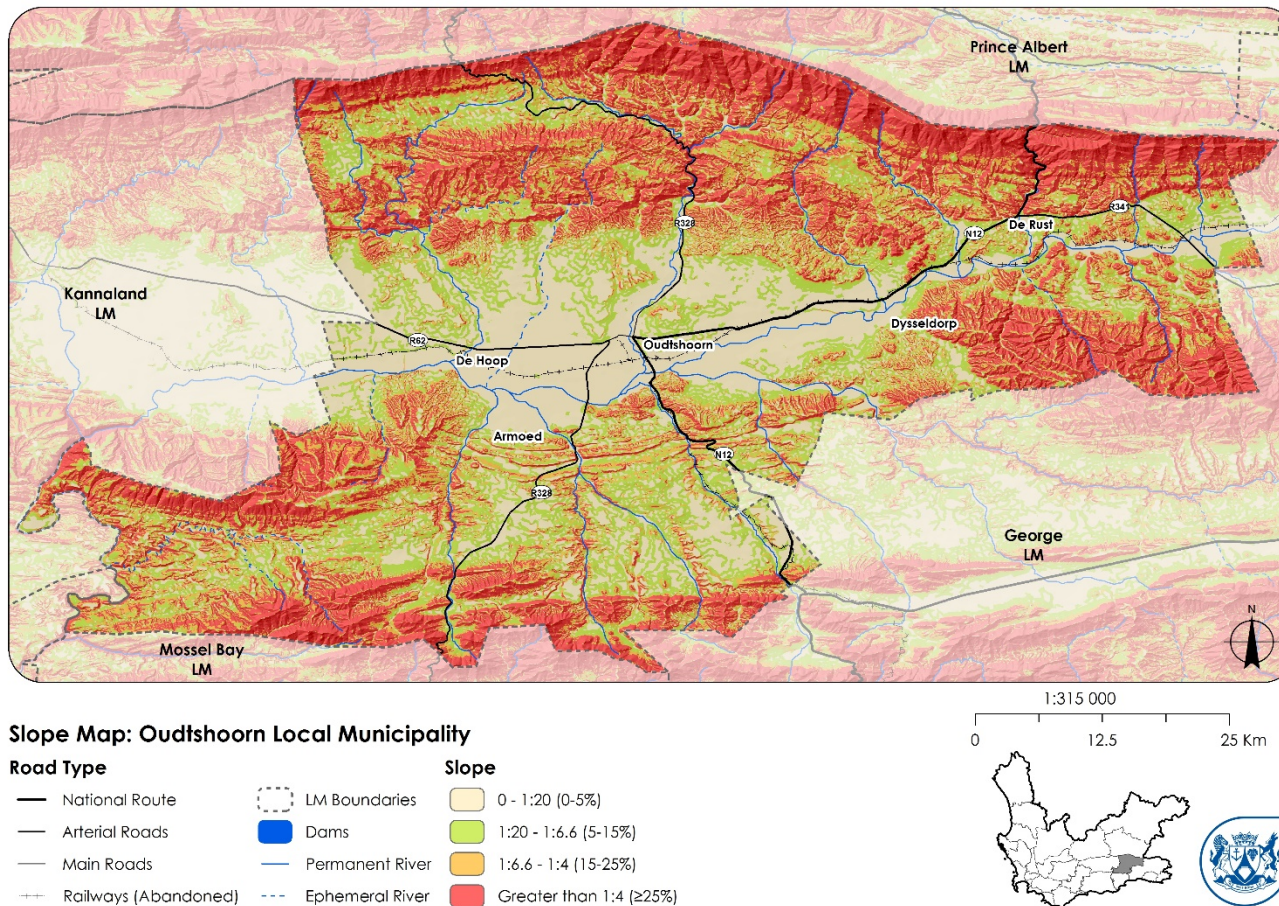 Prince Albert
LM
R341
De Rust
N12
R328
Kannaland
LM
Dysseldorp
Oudtshoorn
R62
De Hoop
Armoed
N12
R328
George
LM
N
Mossel Bay
LM
1:315 000
0 12.5 25 Km
Slope Map: Oudtshoorn Local Municipality
Road Type
National Route
Arterial Roads
Main Roads
Railways (Abandoned)
LM Boundaries
Dams
Permanent River
Ephemeral River
Slope
0 - 1:20 (0-5%)
1:20 - 1:6.6 (5-15%)
1:6.6 - 1:4 (15-25%)
Greater than 1:4 (≥25%)